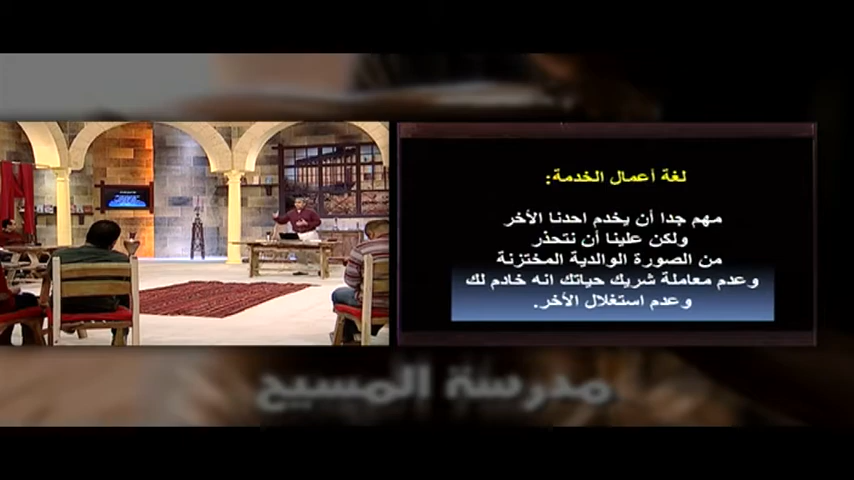 لغة أعمال الخدمة:
مهم جدا أن يخدم احدنا الأخر
ولكن علينا أن نتحذر
من الصورة الوالدية المختزنة
وعدم معاملة شريك حياتك انه خادم لك
وعدم استغلال الأخر.
مدرسة المسيح